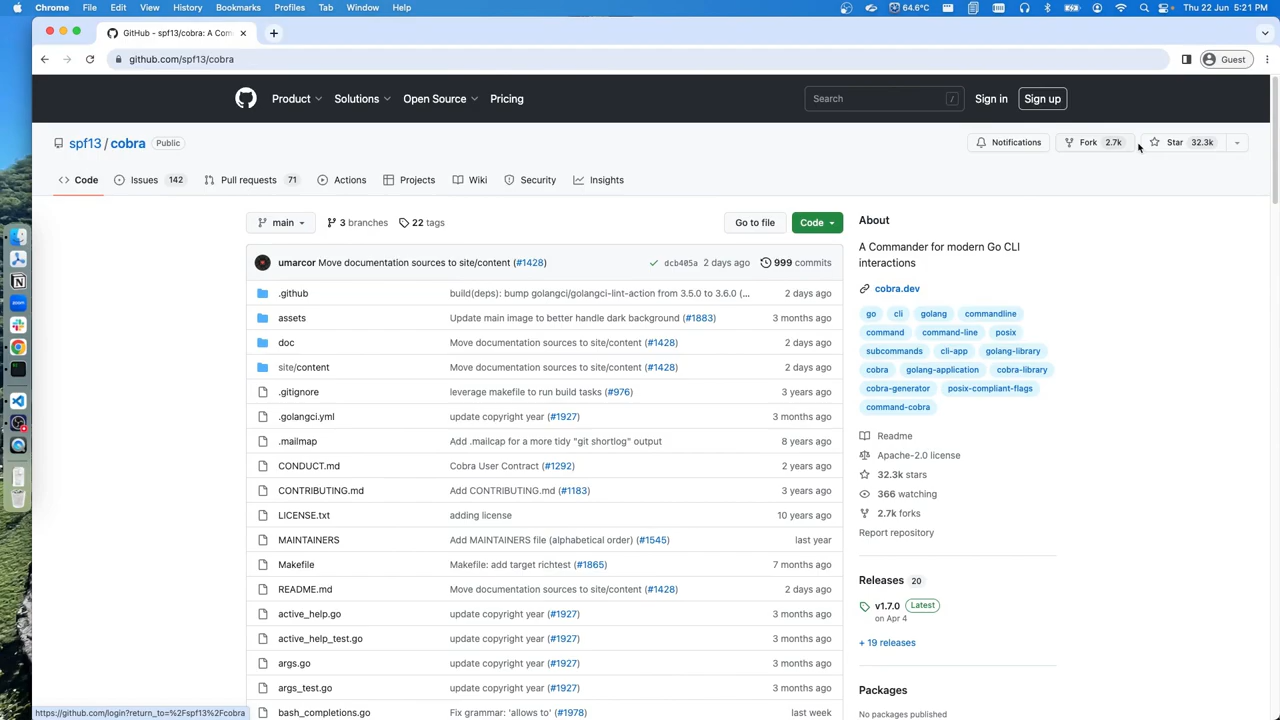 Chrome File Edit View History Bookmarks Profiles Tab Window Help 64.6°C Thu 22 Jun 5:21 PM
GitHub - spf13/cobra: A Com
github.com/spf13/cobra Guest
Product Solutions Open Source Pricing Search / Sign in Sign up
spf13 / cobra Public Notifications Fork 2.7k Star 32.3k
Code Issues 142 Pull requests 71 Actions Projects Wiki Security Insights
main 3 branches 22 tags Go to file Code
umarcor Move documentation sources to site/content (#1428) dcb405a 2 days ago 999 commits
.github build(deps): bump golangci/golangci-lint-action from 3.5.0 to 3.6.0 (... 2 days ago
assets Update main image to better handle dark background (#1883) 3 months ago
doc Move documentation sources to site/content (#1428) 2 days ago
site/content Move documentation sources to site/content (#1428) 2 days ago
.gitignore leverage makefile to run build tasks (#976) 3 years ago
.golangci.yml update copyright year (#1927) 3 months ago
.mailmap Add .mailcap for a more tidy "git shortlog" output 8 years ago
CONDUCT.md Cobra User Contract (#1292) 2 years ago
CONTRIBUTING.md Add CONTRIBUTING.md (#1183) 3 years ago
LICENSE.txt adding license 10 years ago
MAINTAINERS Add MAINTAINERS file (alphabetical order) (#1545) last year
Makefile Makefile: add target richtest (#1865) 7 months ago
README.md Move documentation sources to site/content (#1428) 2 days ago
active_help.go update copyright year (#1927) 3 months ago
active_help_test.go update copyright year (#1927) 3 months ago
args.go update copyright year (#1927) 3 months ago
args_test.go update copyright year (#1927) 3 months ago
bash_completions.go Fix grammar: 'allows to' (#1978) last week
About
A Commander for modern Go CLI
interactions
cobra.dev
go cli golang commandline
command command-line posix
subcommands cli-app golang-library
cobra golang-application cobra-library
cobra-generator posix-compliant-flags
command-cobra
Readme
Apache-2.0 license
32.3k stars
366 watching
2.7k forks
Report repository
Releases 20
v1.7.0 Latest
on Apr 4
+ 19 releases
Packages
No packages published
https://github.com/login?return_to=%2Fspf13%2Fcobra